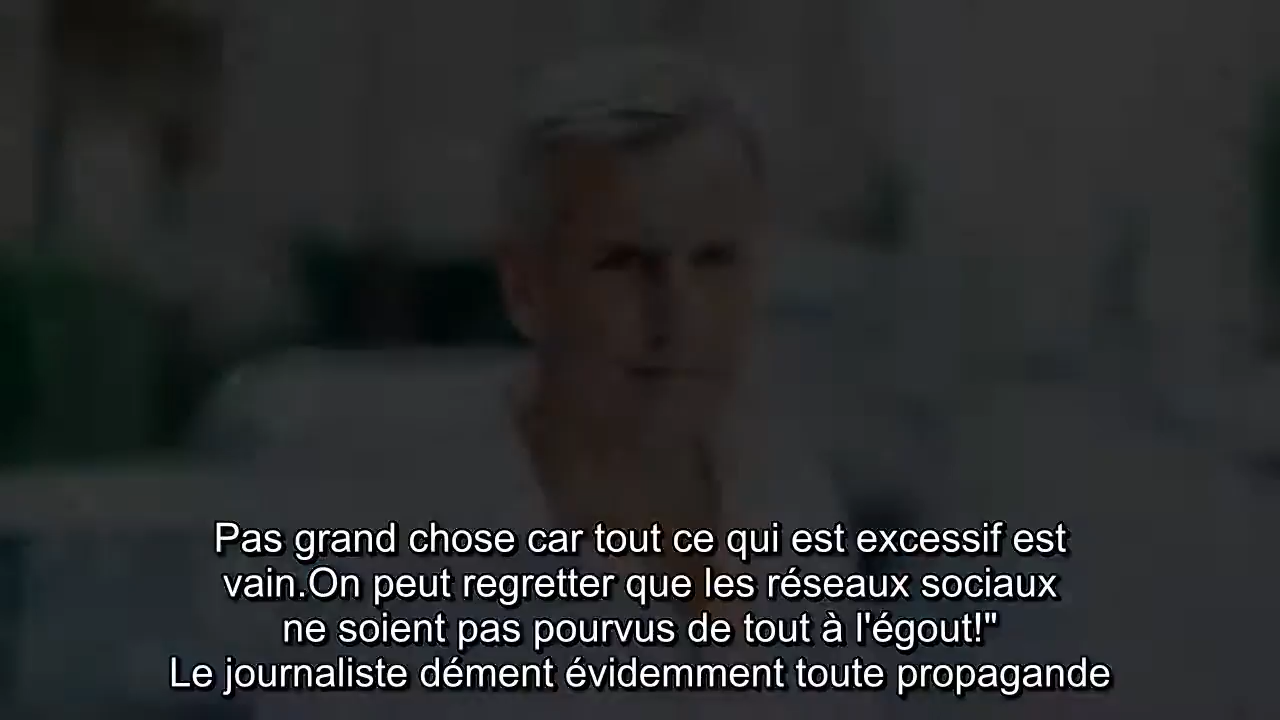 Pas grand chose car tout ce qui est excessif est
vain.On peut regretter que les réseaux sociaux
ne soient pas pourvus de tout à l'égout!"
Le journaliste dément évidemment toute propagande